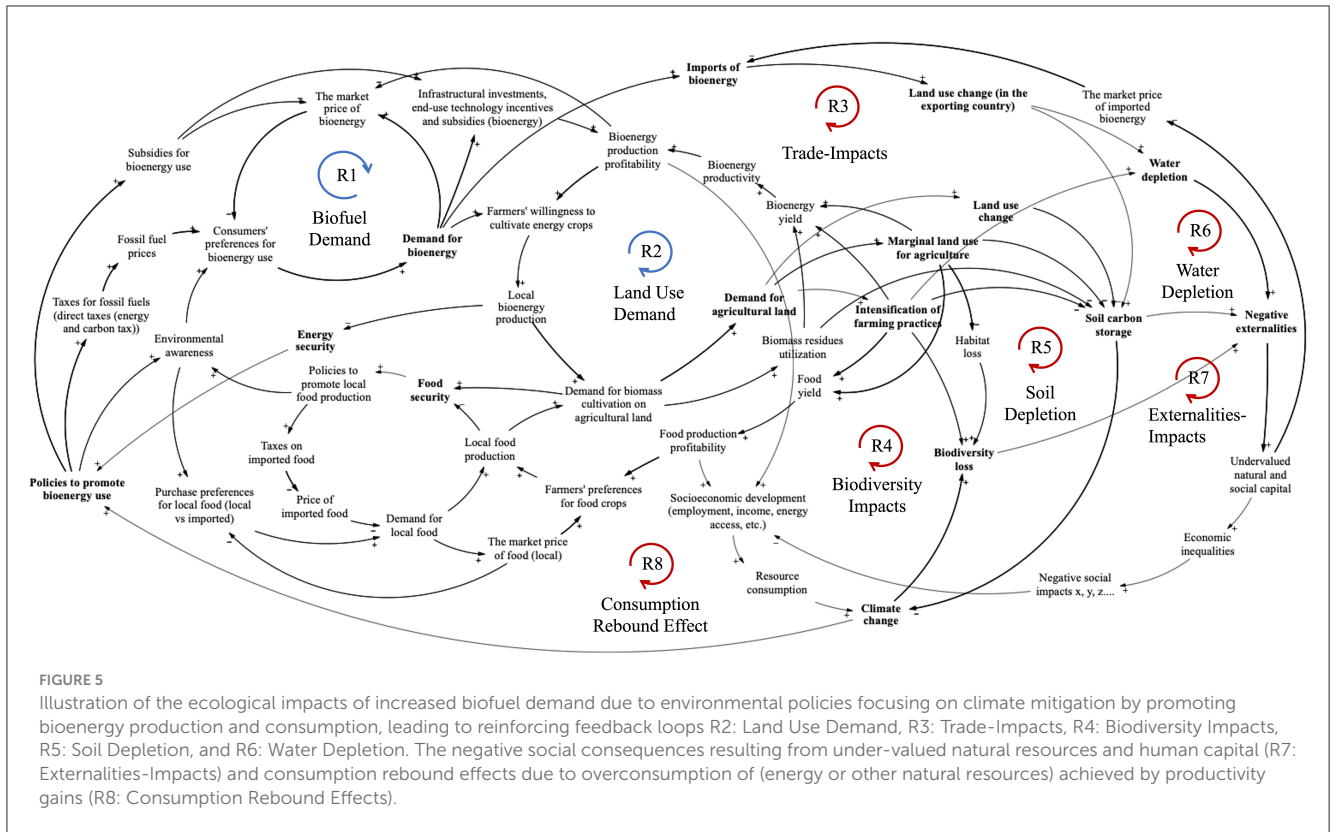 Imports of
bioenergy
The market
price of
bioenergy
Infrastructural investments,
end-use technology incentives
and subsidies (bioenergy)
R3
Trade-Impacts
Land use change (in the
exporting country)
The market price
of imported
bioenergy
Subsidies for
bioenergy use
Bioenergy
production
profitability
Bioenergy
productivity
Water
depletion
R1
Biofuel
Demand
Bioenergy
yield
Land use
change
Fossil fuel
prices
Consumers'
preferences for
bioenergy use
Demand for
bioenergy
Farmers' willingness to
cultivate energy crops
R2
Land Use
Demand
Marginal land use
for agriculture
R6
Water
Depletion
Taxes for fossil fuels
(direct taxes (energy
and carbon tax))
Local
bioenergy
production
Demand for
agricultural land
Intensification of
farming practices
Soil carbon
storage
Negative
externalities
Environmental
awareness
Energy
security
Biomass residues
utilization
Habitat
loss
R5
Soil
Depletion
R7
Externalities-
Impacts
Policies to
promote local
food production
Food
security
Demand for biomass
cultivation on
agricultural land
Food
yield
Taxes on
imported food
Local food
production
Food production
profitability
R4
Biodiversity
Impacts
Biodiversity
loss
Policies to promote
bioenergy use
Purchase preferences
for local food (local
vs imported)
Price of
imported food
Demand for
local food
Farmers' preferences
for food crops
Socioeconomic development
(employment, income, energy
access, etc.)
Undervalued
natural and
social capital
The market price
of food (local)
Economic
inequalities
R8
Consumption
Rebound Effect
Resource
consumption
Negative social
impacts x, y, z....
Climate
change
FIGURE 5
Illustration of the ecological impacts of increased biofuel demand due to environmental policies focusing on climate mitigation by promoting
bioenergy production and consumption, leading to reinforcing feedback loops R2: Land Use Demand, R3: Trade-Impacts, R4: Biodiversity Impacts,
R5: Soil Depletion, and R6: Water Depletion. The negative social consequences resulting from under-valued natural resources and human capital (R7:
Externalities-Impacts) and consumption rebound effects due to overconsumption of (energy or other natural resources) achieved by productivity
gains (R8: Consumption Rebound Effects).